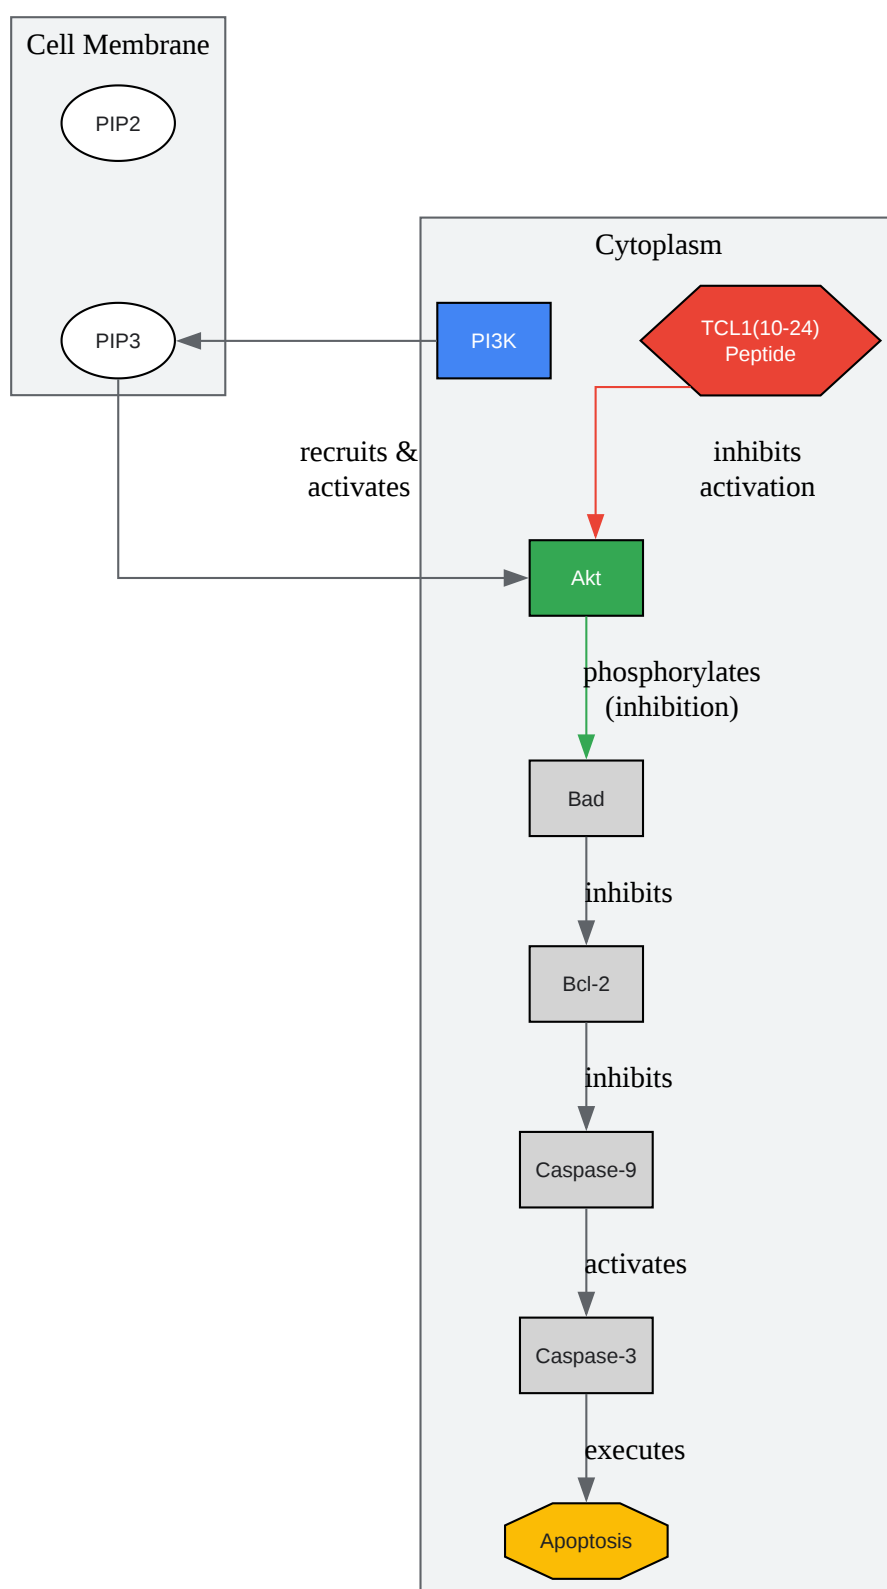 Cell Membrane
PIP2
Cytoplasm
PIP3
PI3K
TCL1(10-24)
Peptide
recruits &
activates
inhibits
activation
Akt
phosphorylates
(inhibition)
Bad
inhibits
Bcl-2
inhibits
Caspase-9
activates
Caspase-3
executes
Apoptosis